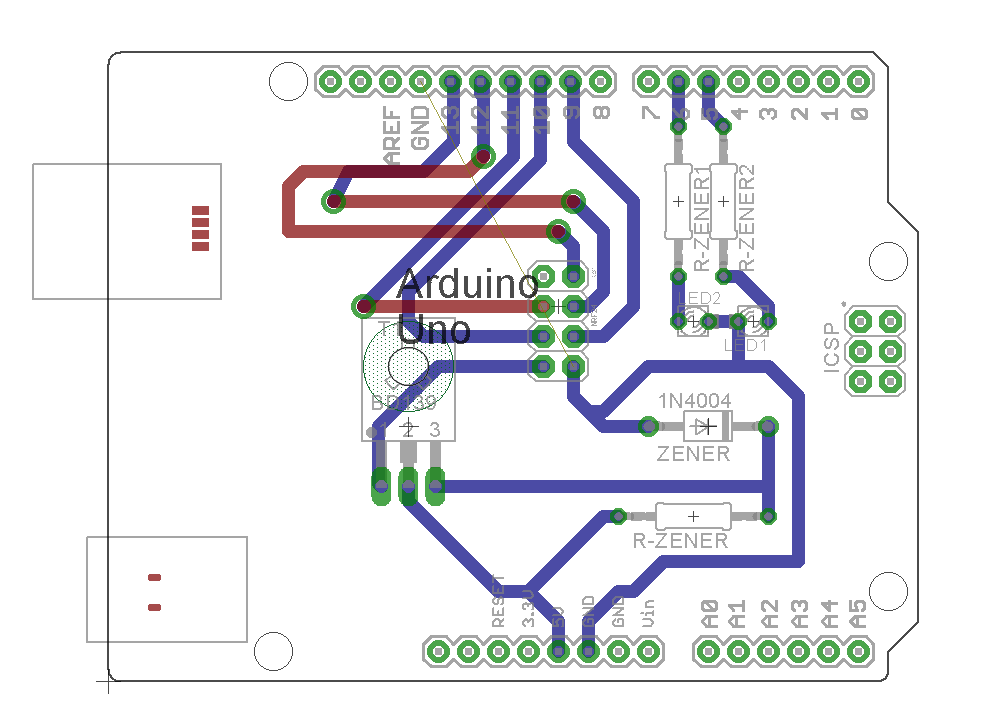 AREF
GND
13
12
11
10
9
8
7
6
5
4
3
2
1
0
R-ZENER1
R-ZENER2
Arduino
Uno
LED2
LED1
ICSP
BD139
1 2 3
1N4004
ZENER
R-ZENER
RESET
3.3V
5V
GND
GND
Vin
A0
A1
A2
A3
A4
A5